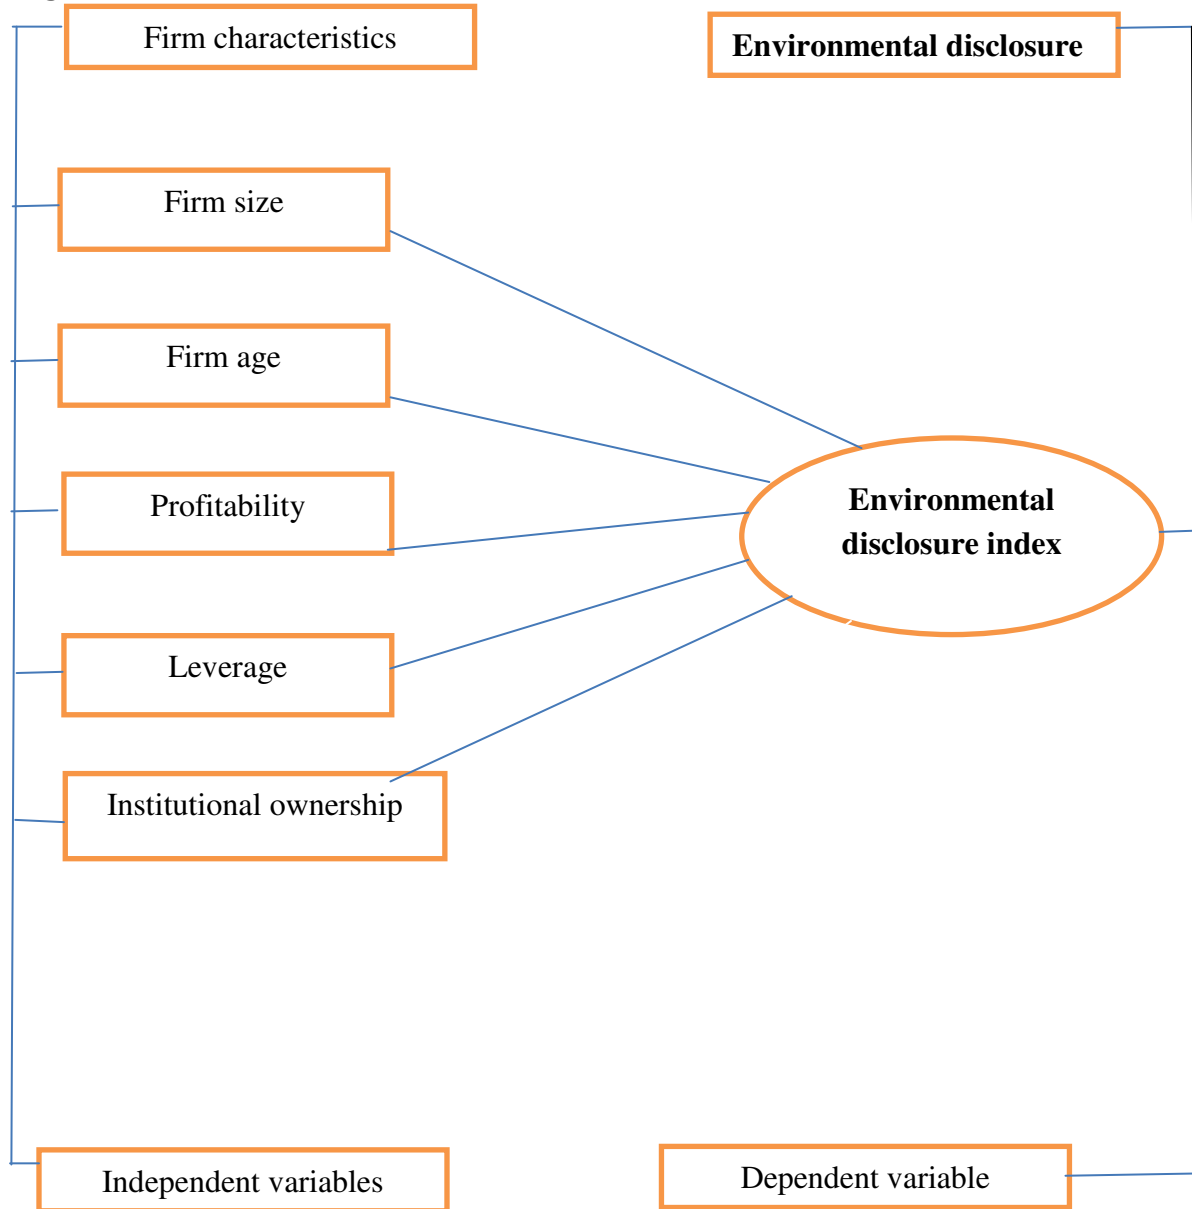 Firm characteristics
Environmental disclosure
Firm size
Firm age
Profitability
Environmental
disclosure index
Leverage
Institutional ownership
Independent variables
Dependent variable